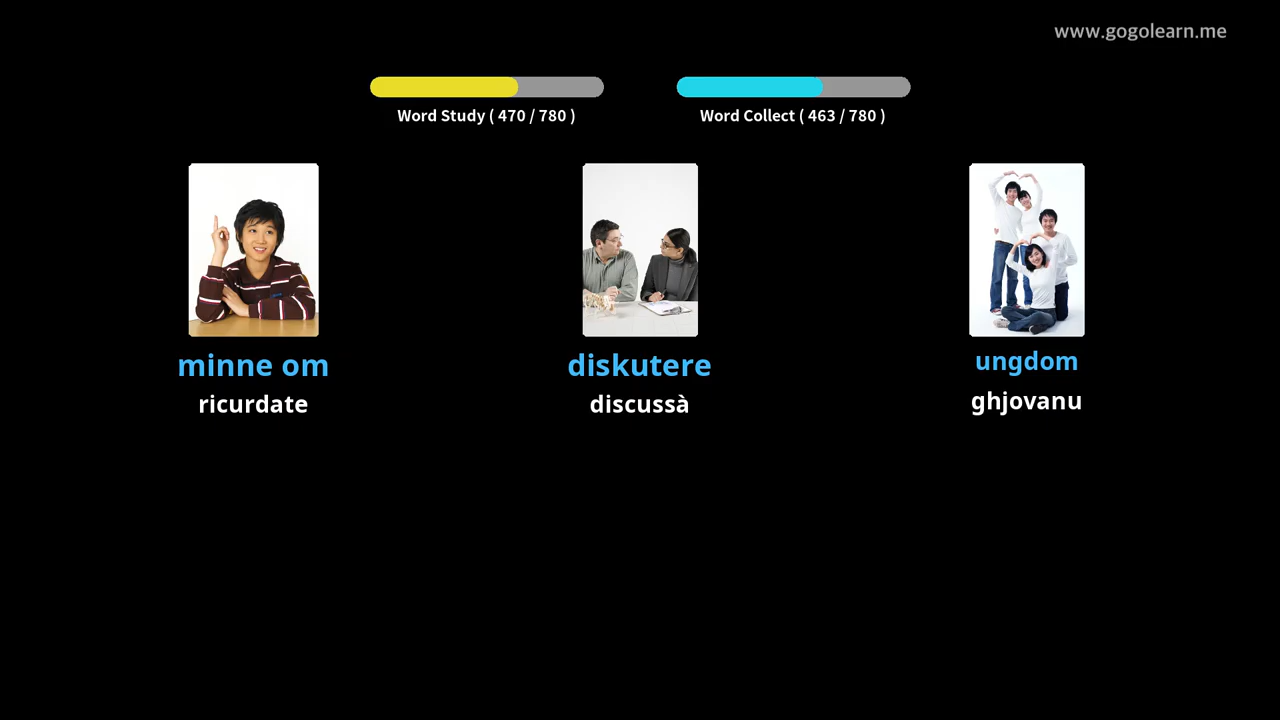 www.gogolearn.me
Word Study ( 470 / 780 )
Word Collect ( 463 / 780 )
minne om
ricurdate
diskutere
discussà
ungdom
ghjovanu